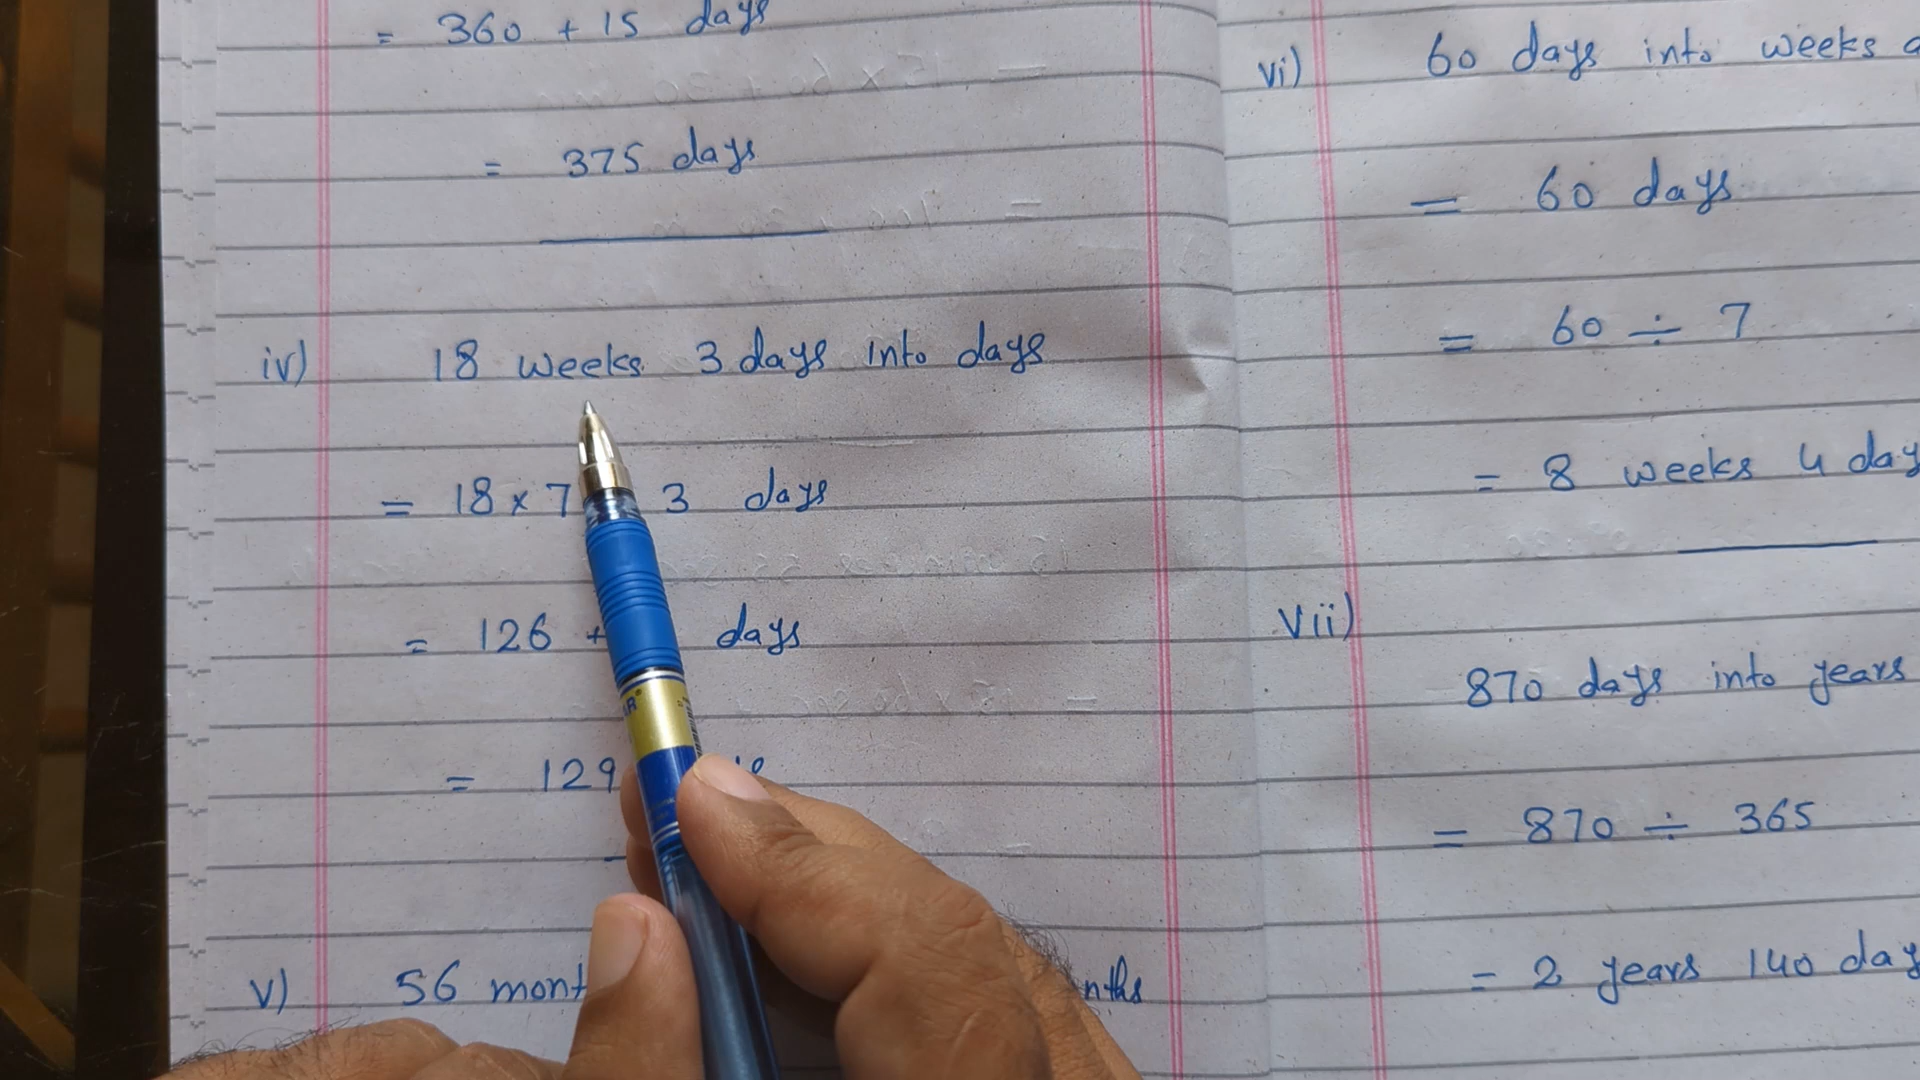 = 360 + 15 days
= 375 days
iv) 18 weeks 3 days into days
= 18 × 7 3 days
= 126 + days
= 129
v) 56
vi) 60 days into weeks
= 60 days
= 60 ÷ 7
= 8 weeks 4 day
vii)
870 days into years
= 870 ÷ 365
= 2 years 140 day